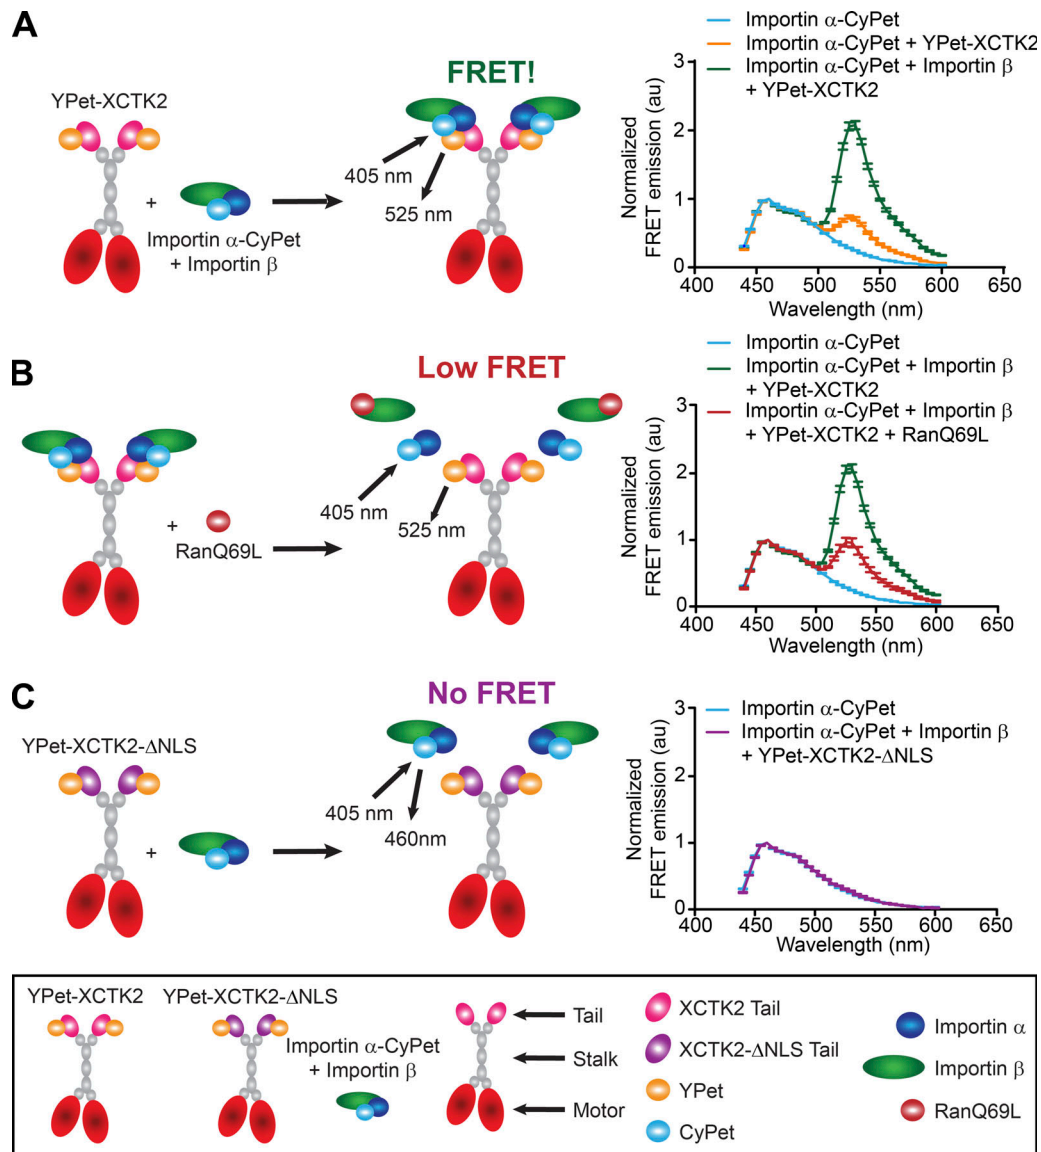 A
YPet-XCTK2
+
Importin α-CyPet
+ Importin β
FRET!
405 nm
525 nm
Importin α-CyPet
Importin α-CyPet + YPet-XCTK2
Importin α-CyPet + Importin β
+ YPet-XCTK2
Normalized
FRET emission (au)
3
2
1
0
400 450 500 550 600 650
Wavelength (nm)
B
+
RanQ69L
Low FRET
405 nm
525 nm
Importin α-CyPet
Importin α-CyPet + Importin β
+ YPet-XCTK2
Importin α-CyPet + Importin β
+ YPet-XCTK2 + RanQ69L
Normalized
FRET emission (au)
3
2
1
0
400 450 500 550 600 650
Wavelength (nm)
C
YPet-XCTK2-ΔNLS
+
No FRET
405 nm
460nm
Importin α-CyPet
Importin α-CyPet + Importin β
+ YPet-XCTK2-ΔNLS
Normalized
FRET emission (au)
3
2
1
0
400 450 500 550 600 650
Wavelength (nm)
YPet-XCTK2
YPet-XCTK2-ΔNLS
Importin α-CyPet
+ Importin β
Tail
Stalk
Motor
XCTK2 Tail
XCTK2-ΔNLS Tail
YPet
CyPet
Importin α
Importin β
RanQ69L